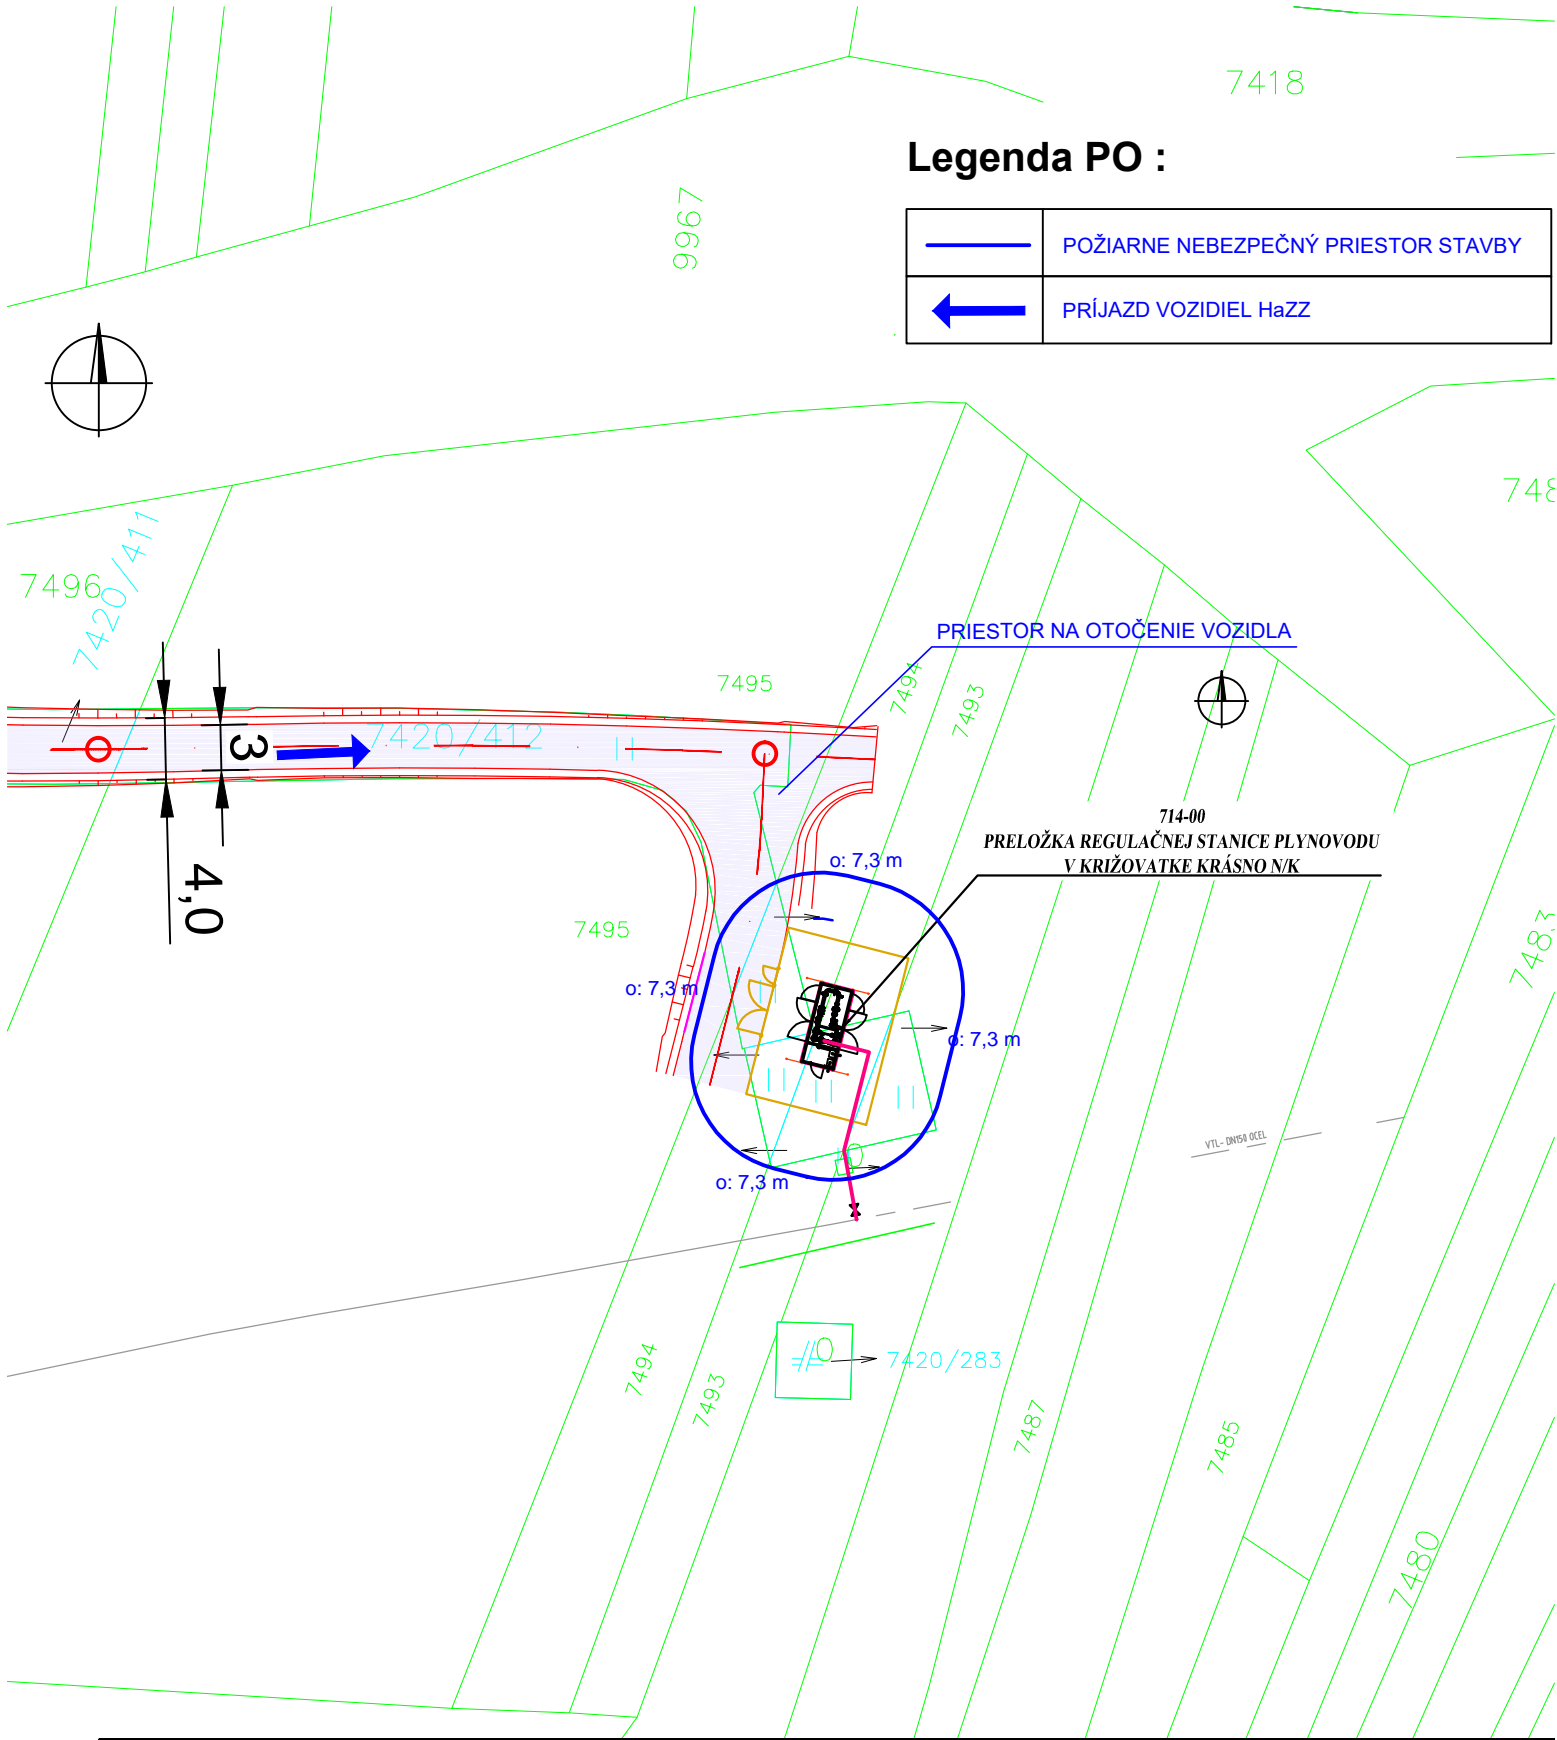 7418
Legenda PO :
9967
POŽIARNE NEBEZPEČNÝ PRIESTOR STAVBY
PRÍJAZD VOZIDIEL HaZZ
748
7420/411
7496
PRIESTOR NA OTOČENIE VOZIDLA
7495
7494
7493
7420/412
3
4,0
714-00
PRELOŽKA REGULAČNEJ STANICE PLYNOVODU
V KRIŽOVATKE KRÁSNO N/K
o: 7,3 m
7495
7483
o: 7,3 m
o: 7,3 m
VTL- DN150 OCEL
o: 7,3 m
7420/283
7494
7493
7487
7485
7480